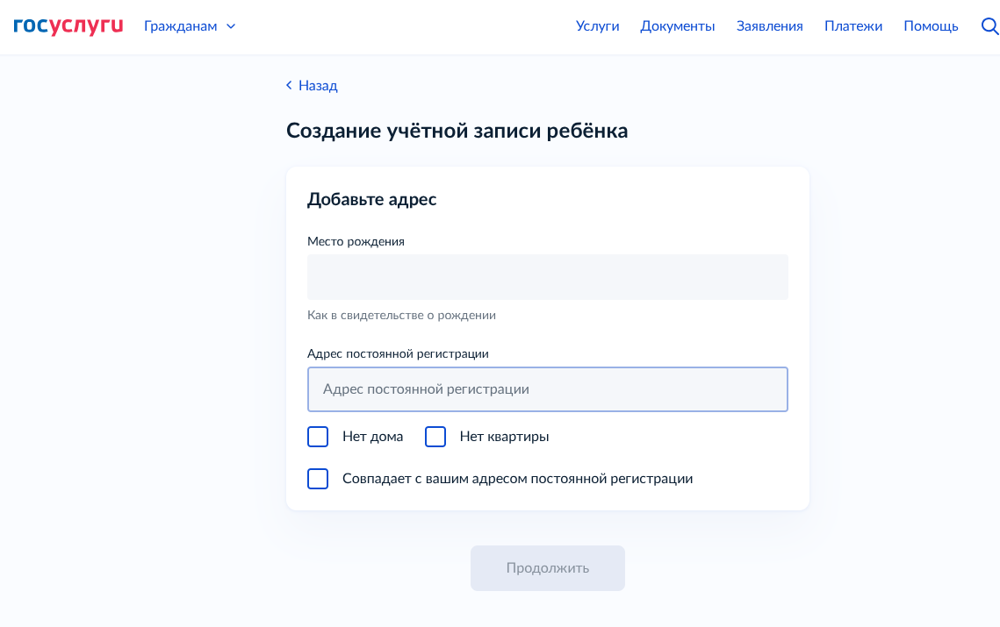 госуслуги Гражданам Услуги Документы Заявления Платежи Помощь
Назад
Создание учётной записи ребёнка
Добавьте адрес
Место рождения
Как в свидетельстве о рождении
Адрес постоянной регистрации
Адрес постоянной регистрации
Нет дома Нет квартиры
Совпадает с вашим адресом постоянной регистрации
Продолжить